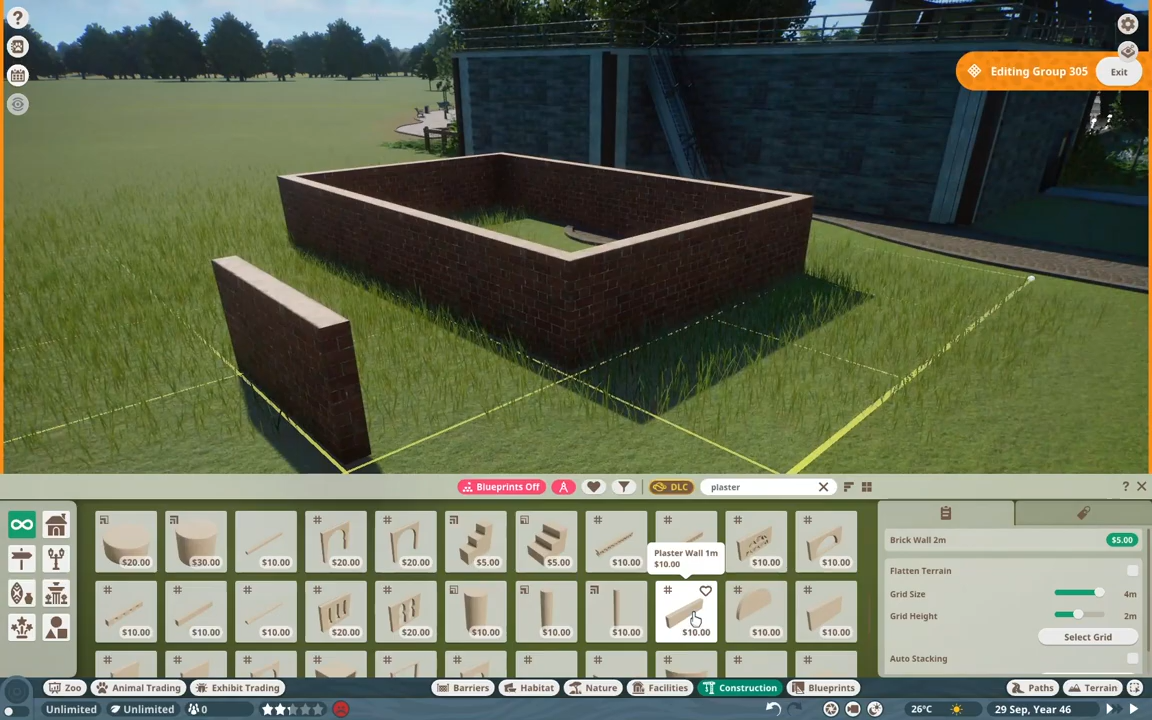 ?
Editing Group 305
Exit
Blueprints Off
DLC
plaster
?
$20.00
$30.00
$10.00
$20.00
$20.00
$5.00
$5.00
$10.00
Plaster Wall 1m
$10.00
$10.00
$10.00
$10.00
$10.00
$10.00
$20.00
$20.00
$10.00
$10.00
$10.00
$10.00
$10.00
$10.00
Brick Wall 2m
$5.00
Flatten Terrain
Grid Size
4m
Grid Height
2m
Select Grid
Auto Stacking
Zoo
Animal Trading
Exhibit Trading
Barriers
Habitat
Nature
Facilities
Construction
Blueprints
Paths
Terrain
Unlimited
Unlimited
0
26°C
29 Sep, Year 46